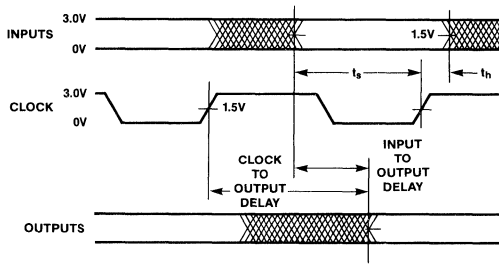 3.0V
INPUTS
0V
1.5V
ts
th
3.0V
CLOCK
1.5V
0V
CLOCK
TO
OUTPUT
DELAY
INPUT
TO
OUTPUT
DELAY
OUTPUTS